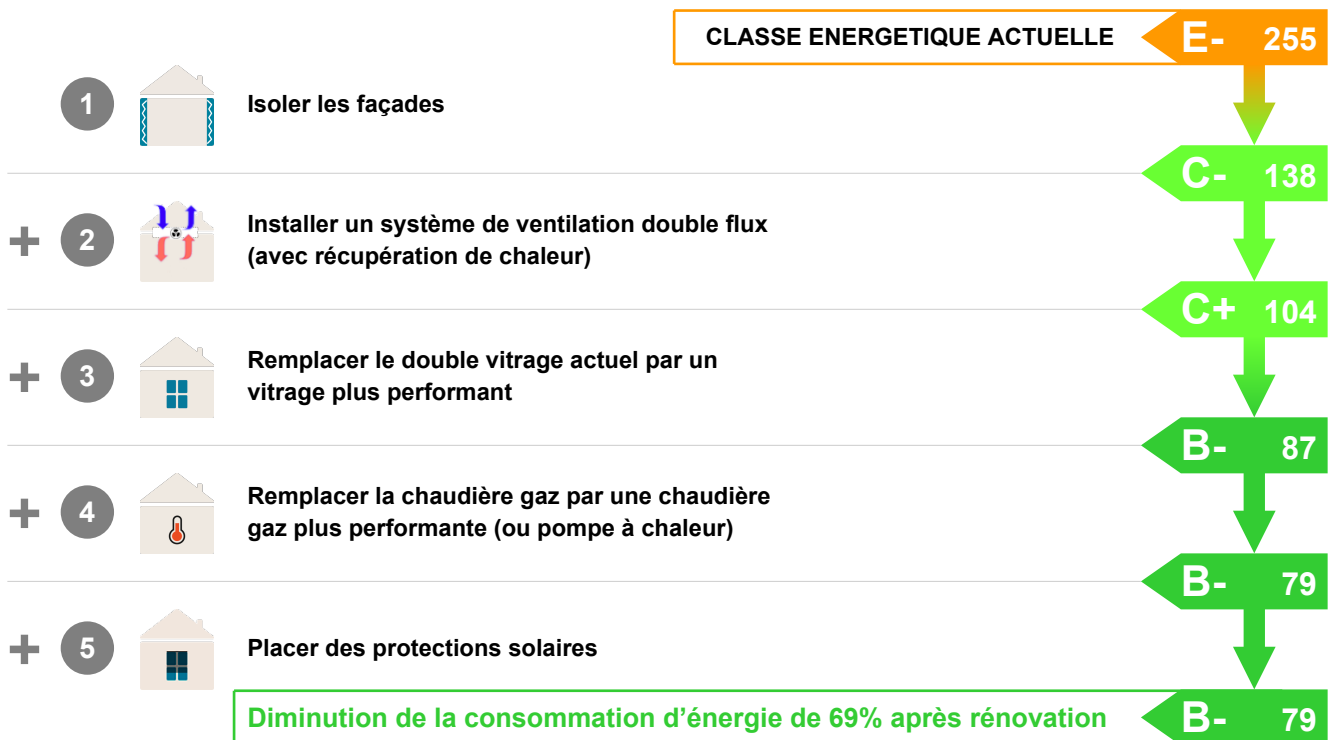 CLASSE ENERGETIQUE ACTUELLE E- 255
1 Isoler les façades
C- 138
+ 2 Installer un système de ventilation double flux
(avec récupération de chaleur)
C+ 104
+ 3 Remplacer le double vitrage actuel par un
vitrage plus performant
B- 87
+ 4 Remplacer la chaudière gaz par une chaudière
gaz plus performante (ou pompe à chaleur)
B- 79
+ 5 Placer des protections solaires
Diminution de la consommation d’énergie de 69% après rénovation B- 79